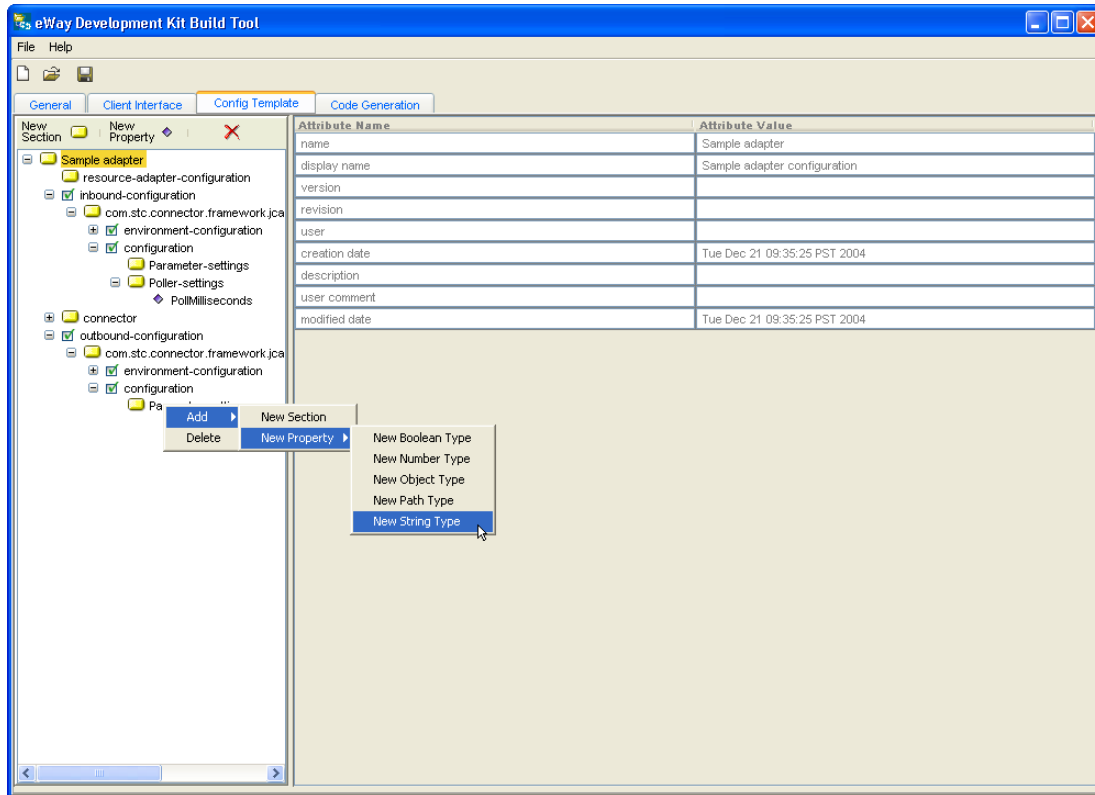 eWay Development Kit Build Tool
File Help
General Client Interface Config Template Code Generation
New Section New Property
Attribute Name Attribute Value
Sample adapter
resource-adapter-configuration
inbound-configuration
com.stc.connector.framework.jca
environment-configuration
configuration
Parameter-settings
Poller-settings
PollMilliseconds
connector
outbound-configuration
com.stc.connector.framework.jca
environment-configuration
configuration
Pa
name Sample adapter
display name Sample adapter configuration
version
revision
user
creation date Tue Dec 21 09:35:25 PST 2004
description
user comment
modified date Tue Dec 21 09:35:25 PST 2004
Add New Section
Delete New Property
New Boolean Type
New Number Type
New Object Type
New Path Type
New String Type